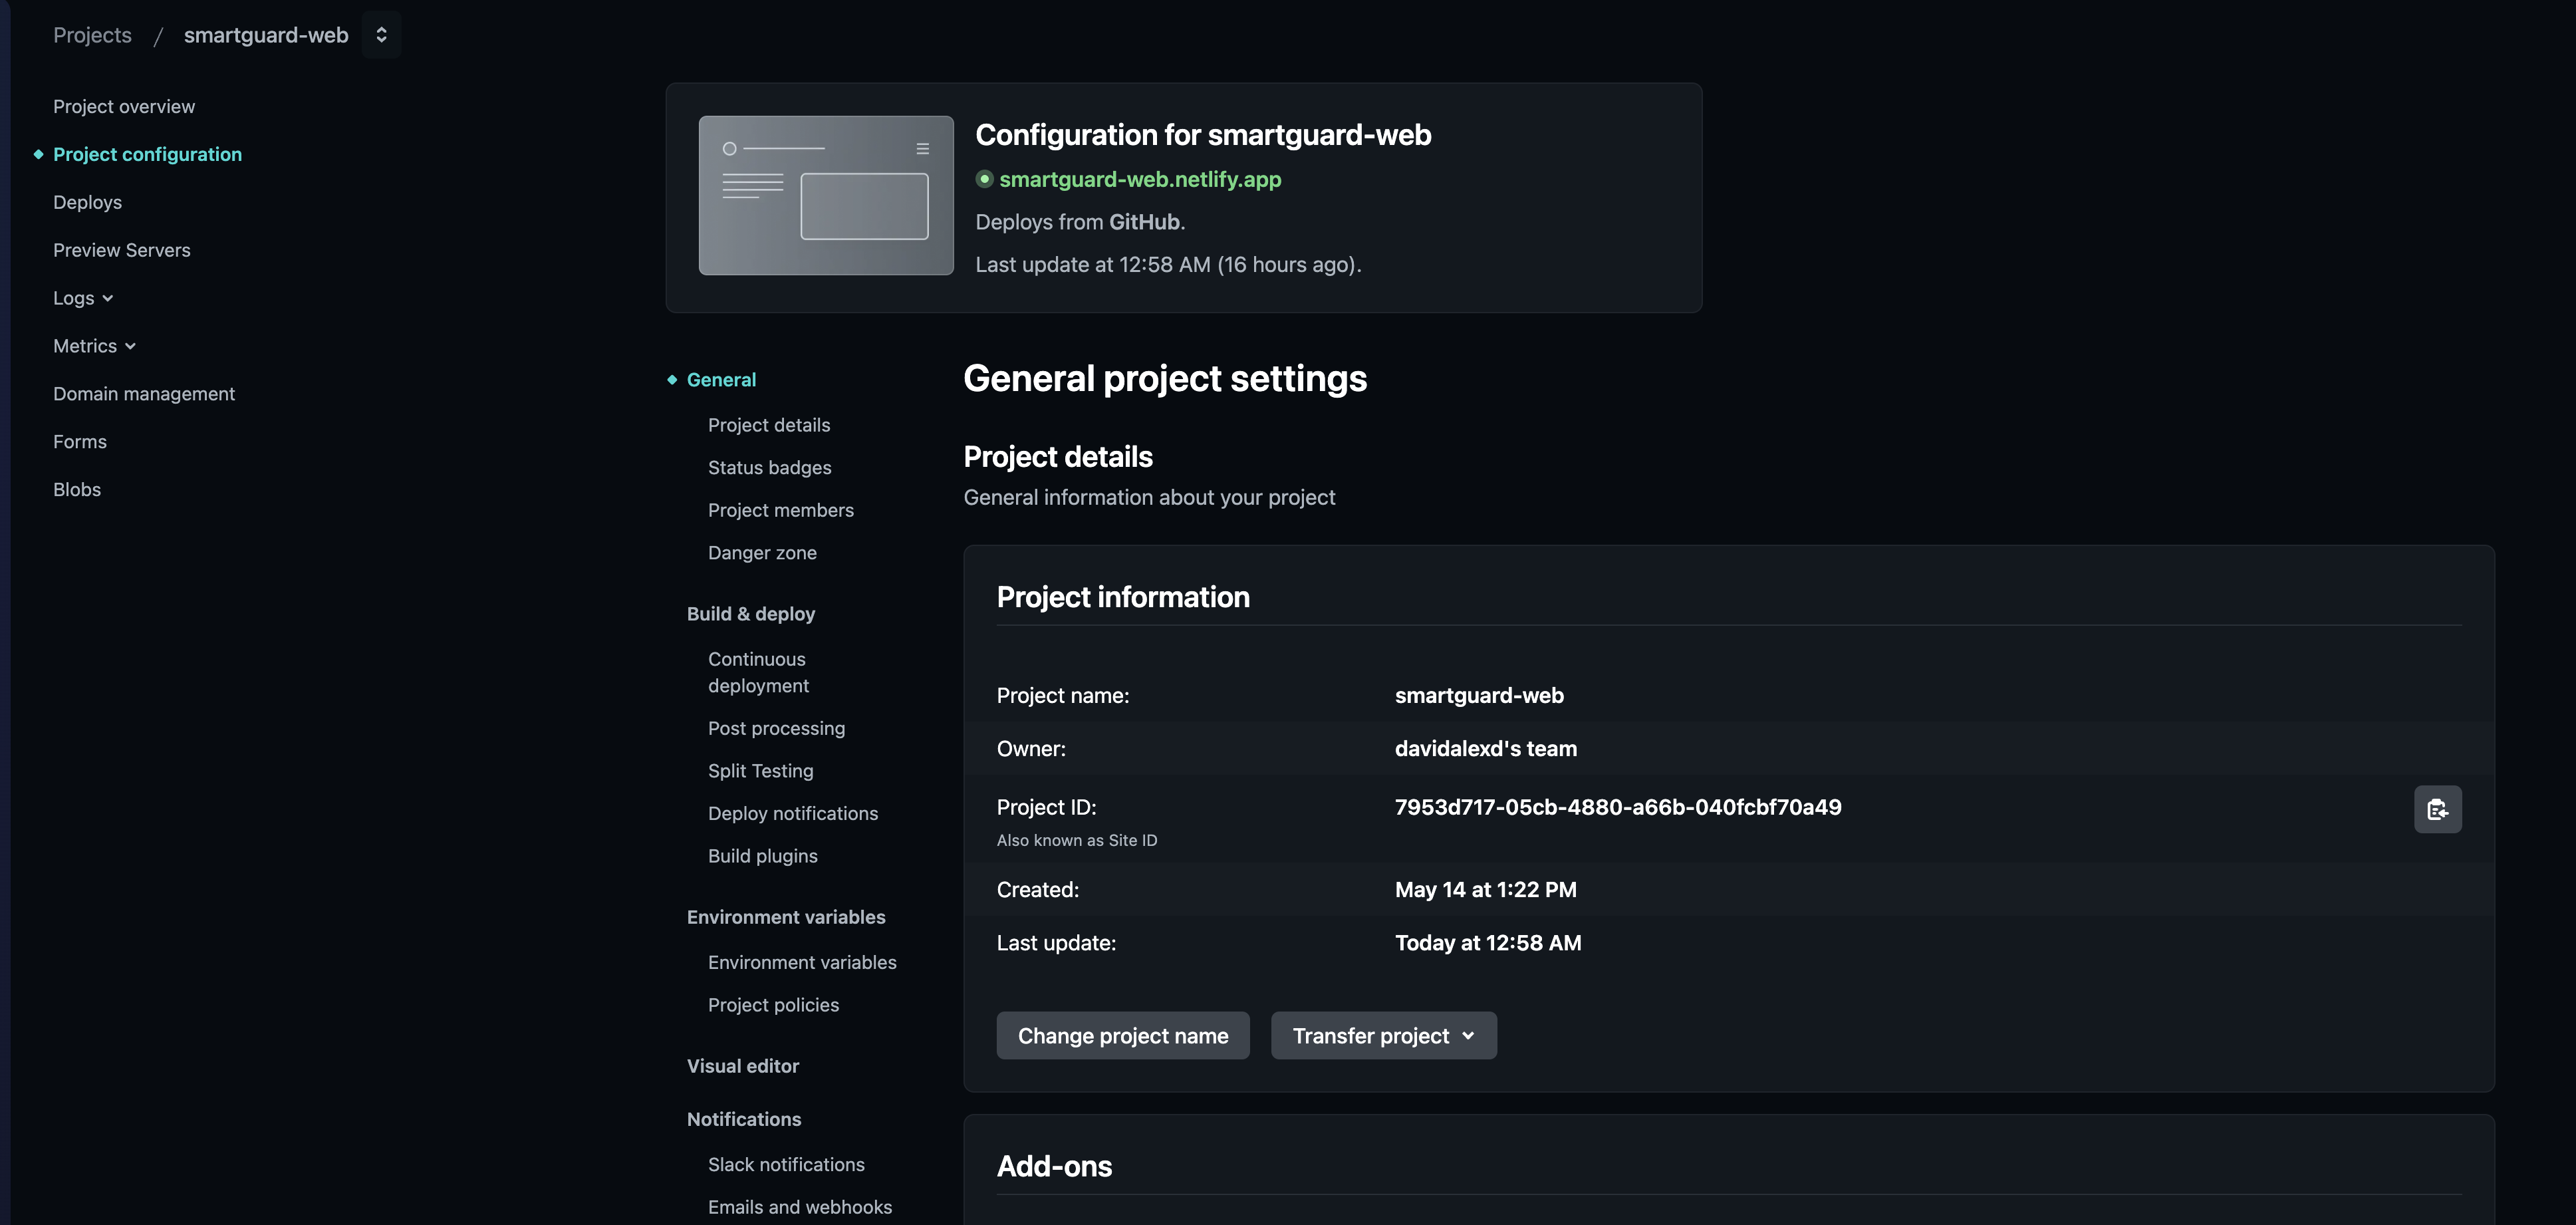 Projects / smartguard-web
Project overview
Project configuration
Deploys
Preview Servers
Logs
Metrics
Domain management
Forms
Blobs
Configuration for smartguard-web
smartguard-web.netlify.app
Deploys from GitHub.
Last update at 12:58 AM (16 hours ago).
General
Project details
Status badges
Project members
Danger zone
Build & deploy
Continuous
deployment
Post processing
Split Testing
Deploy notifications
Build plugins
Environment variables
Environment variables
Project policies
Visual editor
Notifications
Slack notifications
Emails and webhooks
General project settings
Project details
General information about your project
Project information
Project name: smartguard-web
Owner: davidalexd's team
Project ID: 7953d717-05cb-4880-a66b-040fcbf70a49
Also known as Site ID
Created: May 14 at 1:22 PM
Last update: Today at 12:58 AM
Change project name Transfer project
Add-ons